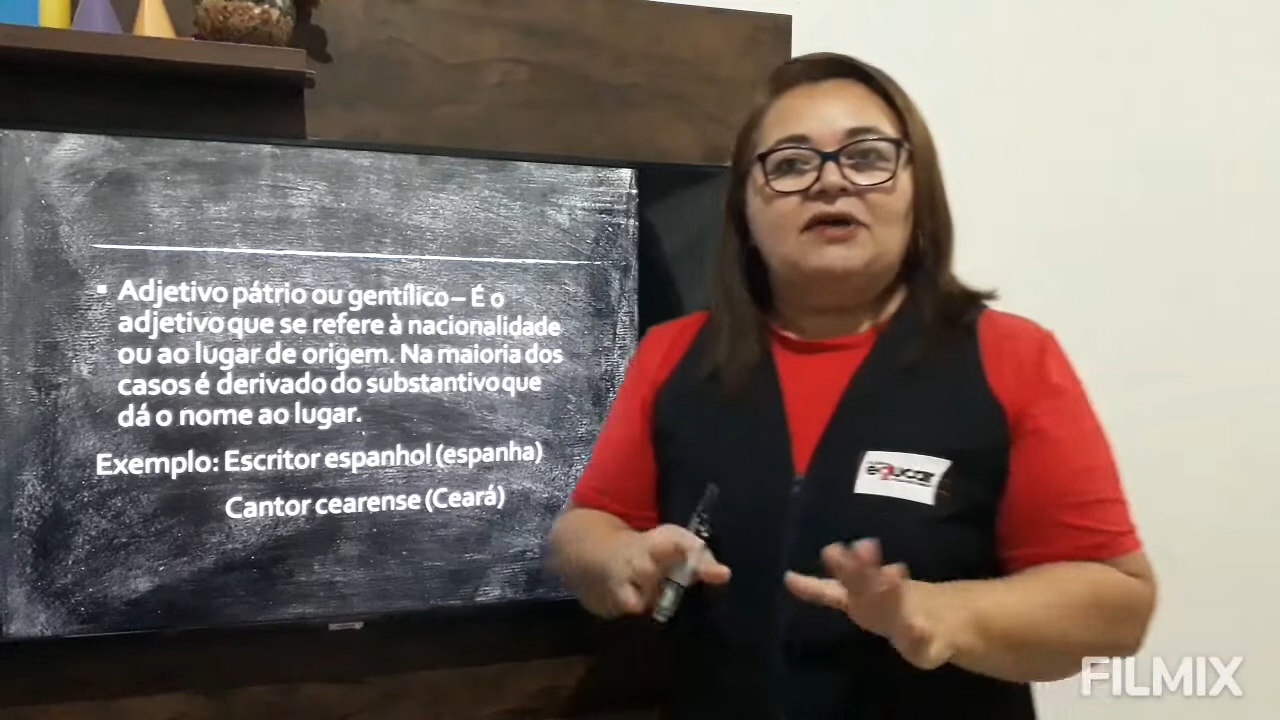 ▪ Adjetivo pátrio ou gentílico – É o
adjetivo que se refere à nacionalidade
ou ao lugar de origem. Na maioria dos
casos é derivado do substantivo que
dá o nome ao lugar.
Exemplo: Escritor espanhol (espanha)
Cantor cearense (Ceará)
educar
FILMIX